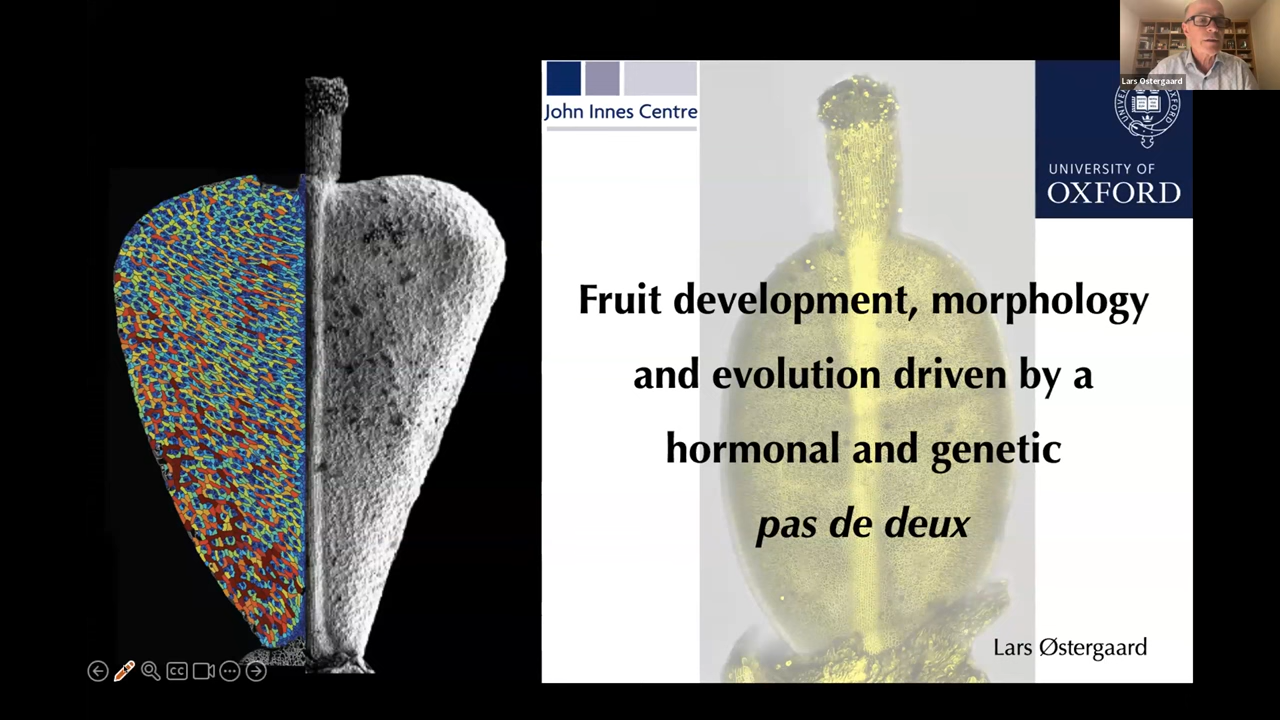 Lars Østergaard
John Innes Centre
UNIVERSITY OF
OXFORD
Fruit development, morphology
and evolution driven by a
hormonal and genetic
pas de deux
Lars Østergaard
CC